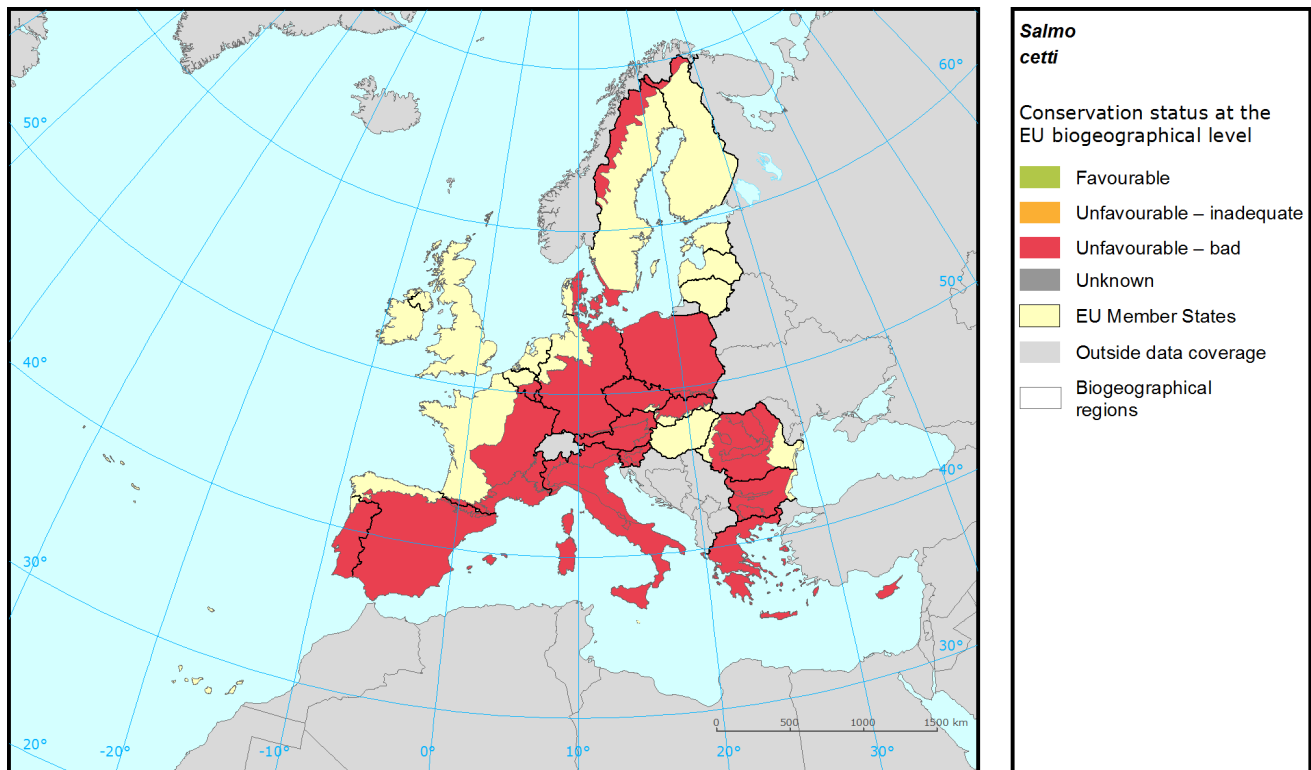 Salmo
cetti
Conservation status at the
EU biogeographical level
Favourable
Unfavourable – inadequate
Unfavourable – bad
Unknown
EU Member States
Outside data coverage
Biogeographical
regions
60°
50°
50°
40°
40°
30°
30°
0 500 1000 1500 km
20° -20° -10° 0° 10° 20° 30°